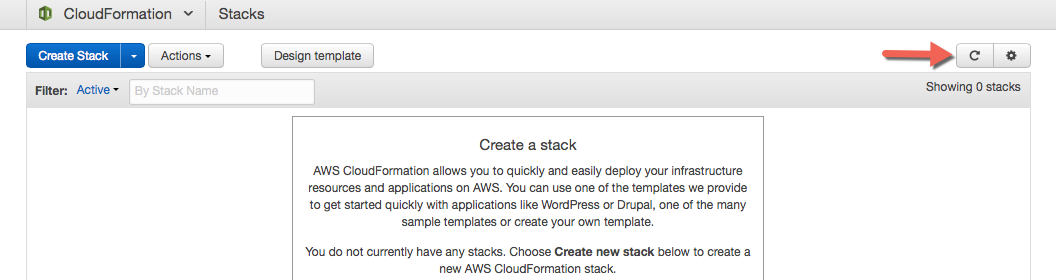 CloudFormation Stacks
Create Stack Actions Design template
Filter: Active By Stack Name Showing 0 stacks
Create a stack
AWS CloudFormation allows you to quickly and easily deploy your infrastructure
resources and applications on AWS. You can use one of the templates we provide
to get started quickly with applications like WordPress or Drupal, one of the many
sample templates or create your own template.
You do not currently have any stacks. Choose Create new stack below to create a
new AWS CloudFormation stack.